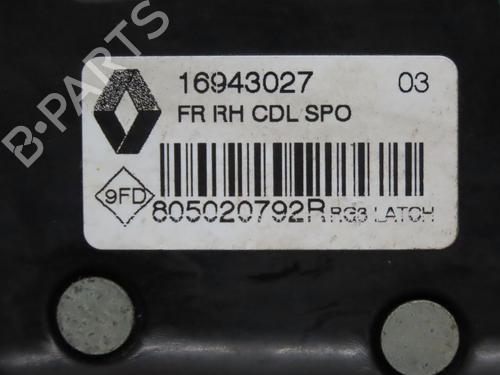 B-PARTS
16943027 03
FR RH CDL SPO
9FD
805020792R RG3 LATCH